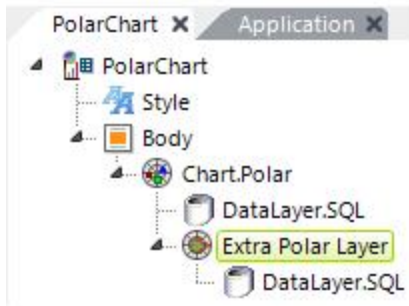 PolarChart Application
PolarChart
Style
Body
Chart.Polar
DataLayer.SQL
Extra Polar Layer
DataLayer.SQL